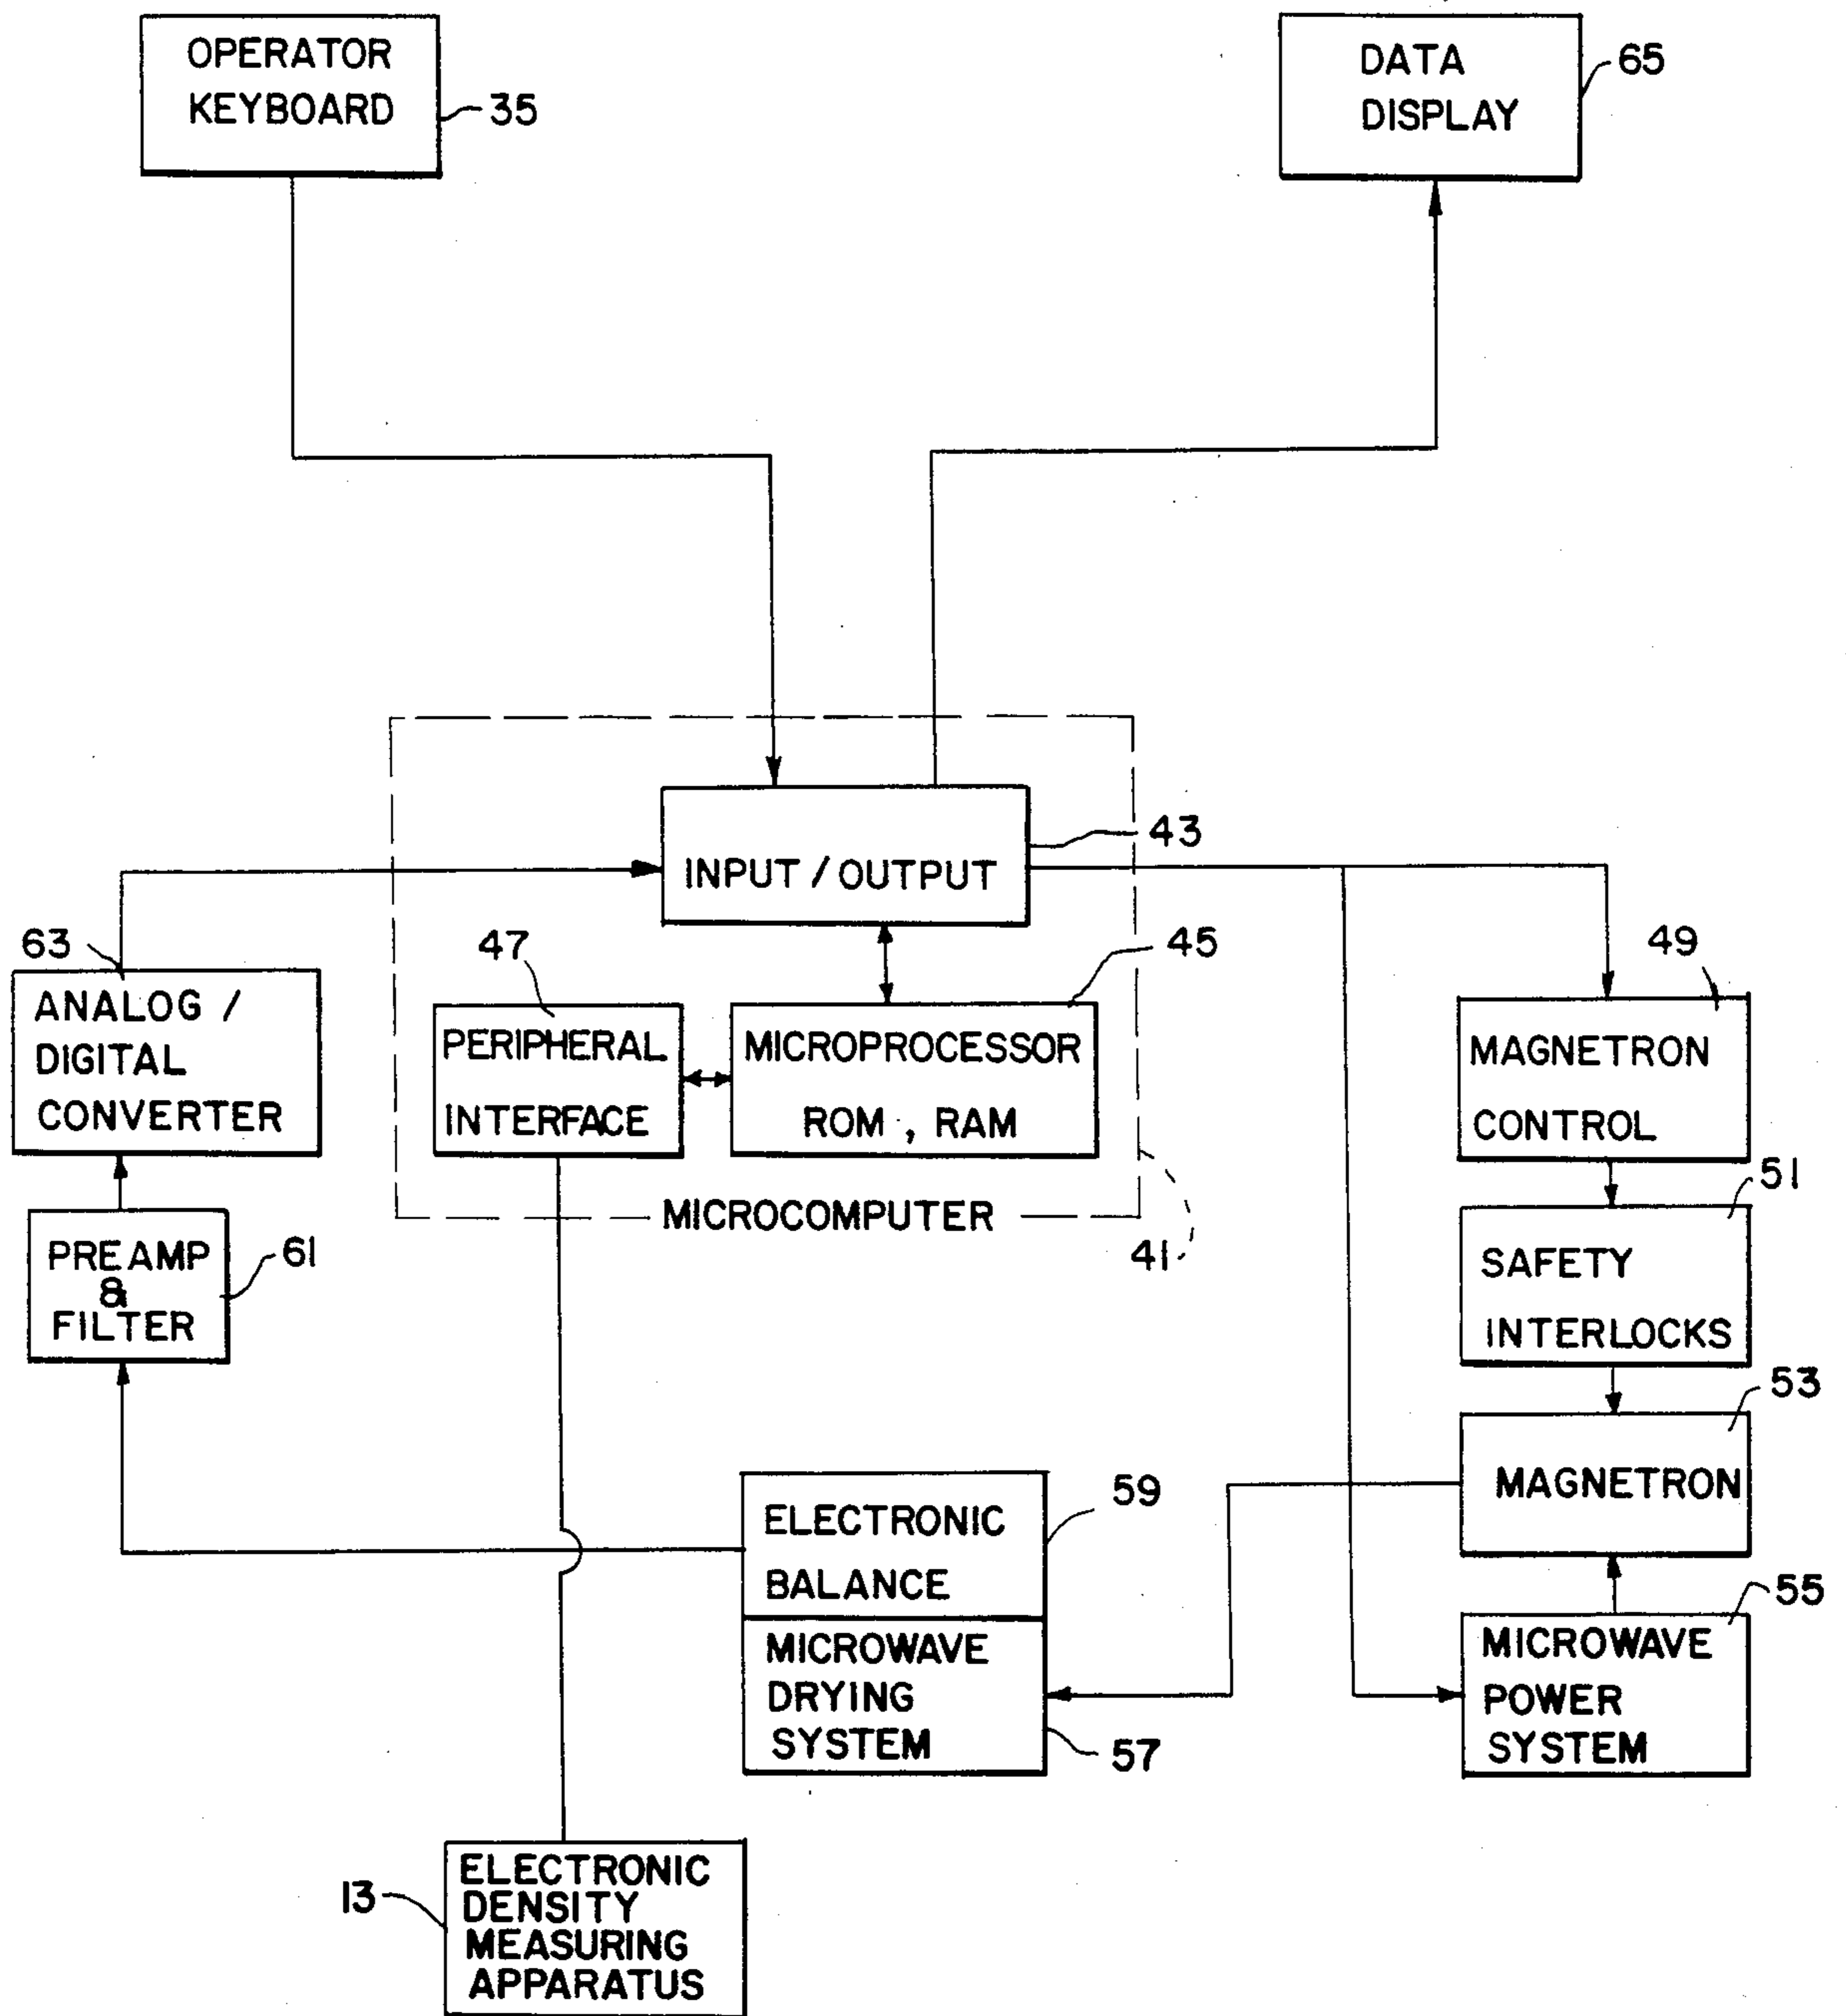 OPERATOR
KEYBOARD
35
DATA
DISPLAY
65
43
INPUT / OUTPUT
63
ANALOG /
DIGITAL
CONVERTER
47
PERIPHERAL
INTERFACE
45
MICROPROCESSOR
ROM , RAM
MICROCOMPUTER
41
49
MAGNETRON
CONTROL
51
SAFETY
INTERLOCKS
PREAMP
&
FILTER
61
53
MAGNETRON
ELECTRONIC
BALANCE
59
MICROWAVE
DRYING
SYSTEM
57
55
MICROWAVE
POWER
SYSTEM
13
ELECTRONIC
DENSITY
MEASURING
APPARATUS